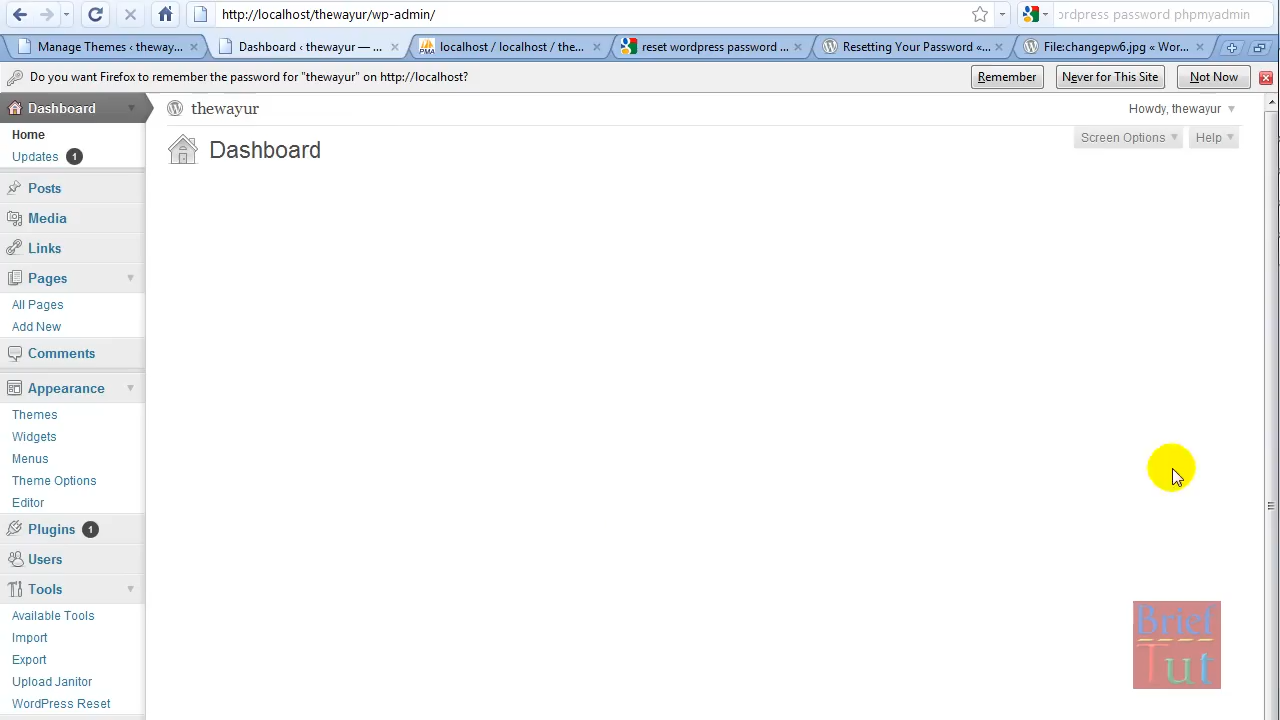 http://localhost/thewayur/wp-admin/
ordpress password phpmyadmin
Manage Themes ‹ theway...
Dashboard ‹ thewayur — ...
PMA
localhost / localhost / the...
reset wordpress password ...
Resetting Your Password «...
File:changepw6.jpg « Wor...
Do you want Firefox to remember the password for "thewayur" on http://localhost?
Remember
Never for This Site
Not Now
Dashboard
Home
Updates 1
Posts
Media
Links
Pages
All Pages
Add New
Comments
Appearance
Themes
Widgets
Menus
Theme Options
Editor
Plugins 1
Users
Tools
Available Tools
Import
Export
Upload Janitor
WordPress Reset
thewayur
Howdy, thewayur
Dashboard
Screen Options
Help
Brief
Tut